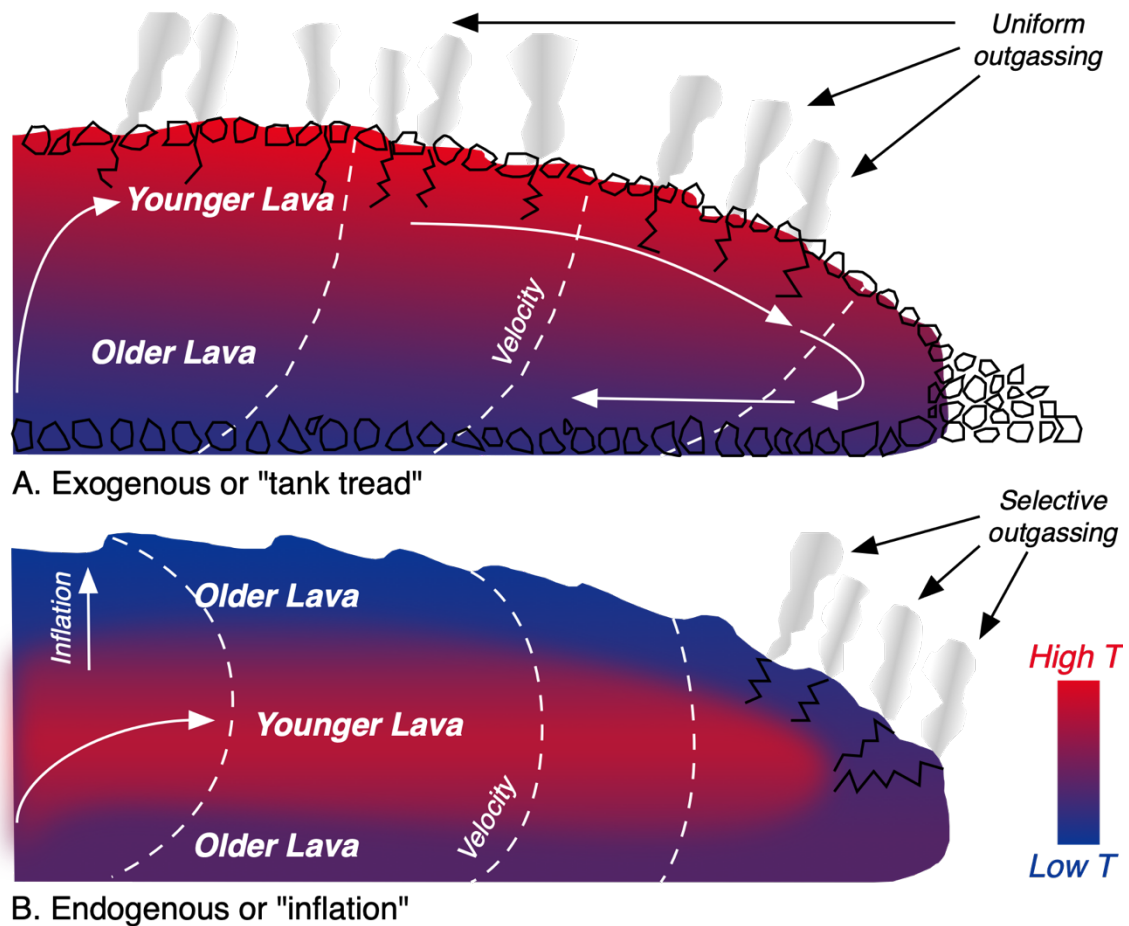 Uniform
outgassing
Younger Lava
Velocity
Older Lava
A. Exogenous or "tank tread"
Selective
outgassing
Inflation
Older Lava
High T
Younger Lava
Velocity
Older Lava
Low T
B. Endogenous or "inflation"